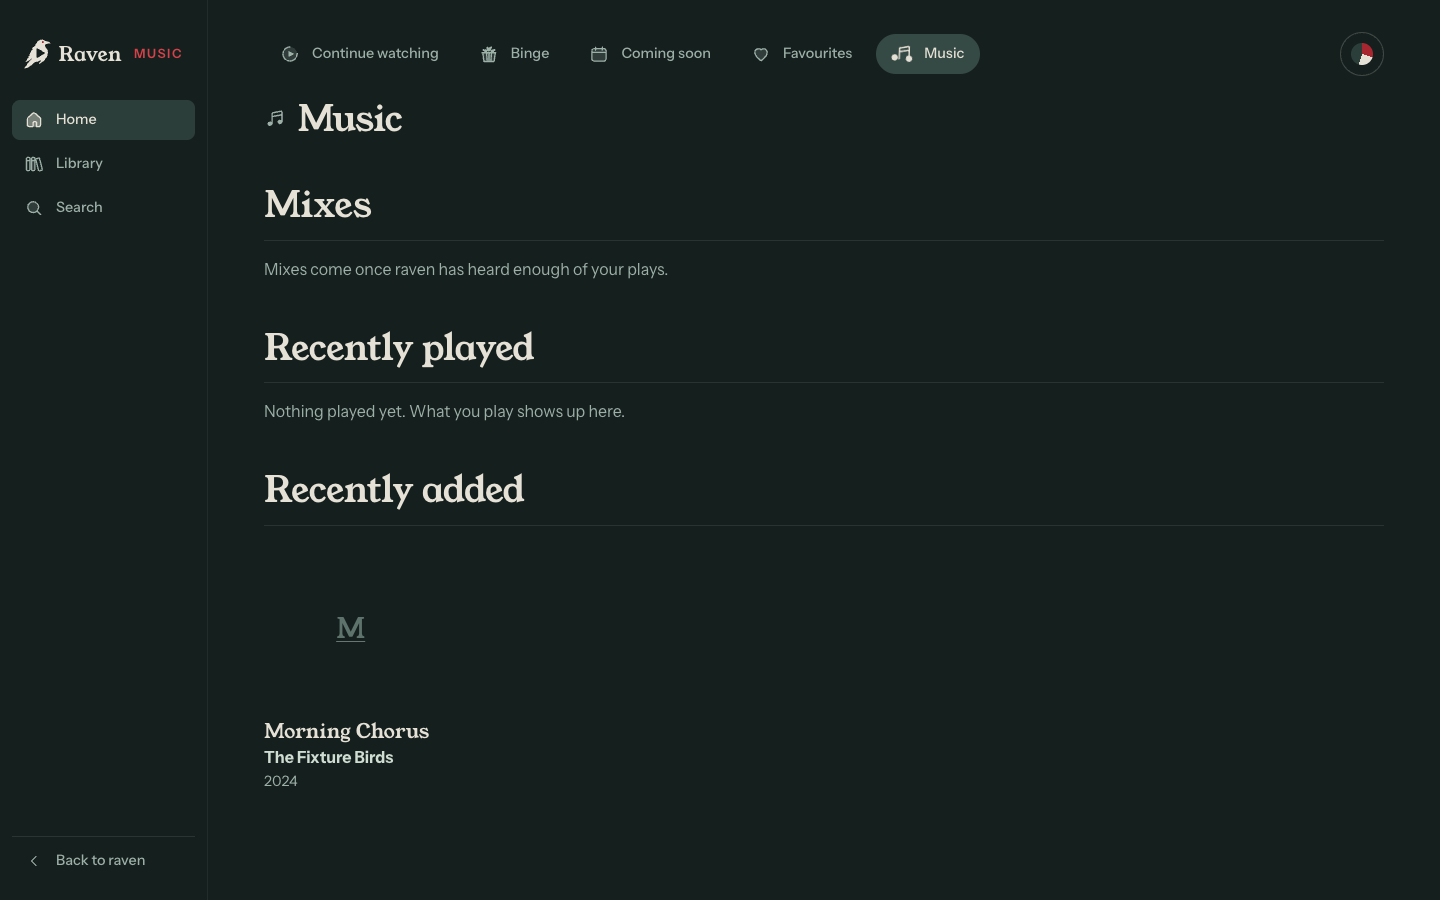 Raven MUSIC
Continue watching
Binge
Coming soon
Favourites
Music
Home
Library
Search
Music
Mixes
Mixes come once raven has heard enough of your plays.
Recently played
Nothing played yet. What you play shows up here.
Recently added
M
Morning Chorus
The Fixture Birds
2024
Back to raven